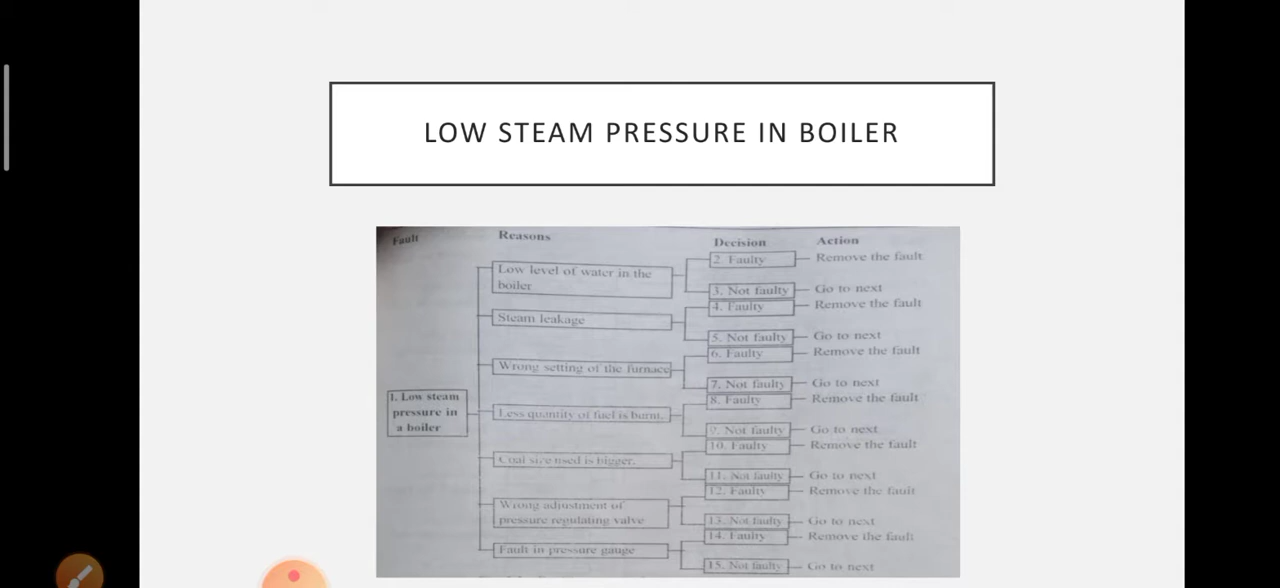 LOW STEAM PRESSURE IN BOILER
Fault Reasons Decision Action
Low level of water in the
boiler
2. Faulty Remove the fault
3. Not faulty Go to next
Steam leakage
4. Faulty Remove the fault
5. Not faulty Go to next
Wrong setting of the furnace
6. Faulty Remove the fault
7. Not faulty Go to next
1. Low steam
pressure in
a boiler
Less quantity of fuel is burnt.
8. Faulty Remove the fault
9. Not faulty Go to next
Coal size used is bigger.
10. Faulty Remove the fault
11. Not faulty Go to next
Wrong adjustment of
pressure regulating valve
12. Faulty Remove the fault
13. Not faulty Go to next
Fault in pressure gauge
14. Faulty Remove the fault
15. Not faulty Go to next